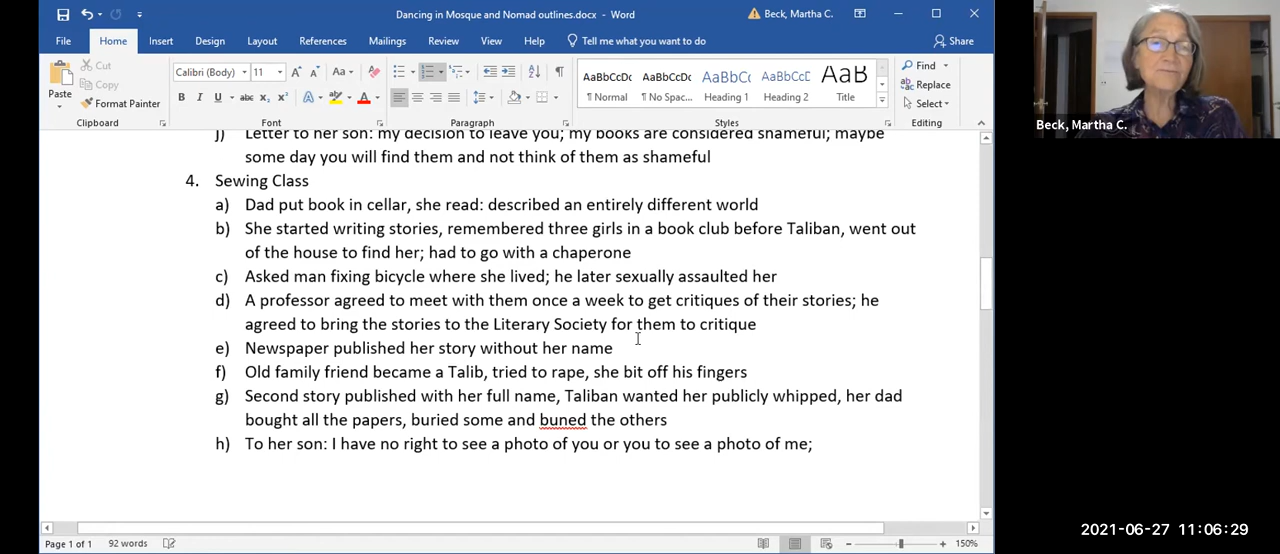 Dancing in Mosque and Nomad outlines.docx - Word
Beck, Martha C.
File Home Insert Design Layout References Mailings Review View Help Tell me what you want to do Share
Paste
Cut
Copy
Format Painter
Clipboard
Calibri (Body) 11
Font
Paragraph
AaBbCcDc AaBbCcDc AaBbCc AaBbCcD AaB
¶ Normal ¶ No Spac... Heading 1 Heading 2 Title
Styles
Find
Replace
Select
Editing
Beck, Martha C.
j) Letter to her son: my decision to leave you; my books are considered shameful; maybe
some day you will find them and not think of them as shameful
4. Sewing Class
a) Dad put book in cellar, she read: described an entirely different world
b) She started writing stories, remembered three girls in a book club before Taliban, went out
of the house to find her; had to go with a chaperone
c) Asked man fixing bicycle where she lived; he later sexually assaulted her
d) A professor agreed to meet with them once a week to get critiques of their stories; he
agreed to bring the stories to the Literary Society for them to critique
e) Newspaper published her story without her name
f) Old family friend became a Talib, tried to rape, she bit off his fingers
g) Second story published with her full name, Taliban wanted her publicly whipped, her dad
bought all the papers, buried some and buned the others
h) To her son: I have no right to see a photo of you or you to see a photo of me;
Page 1 of 1 92 words 150%
2021-06-27 11:06:29